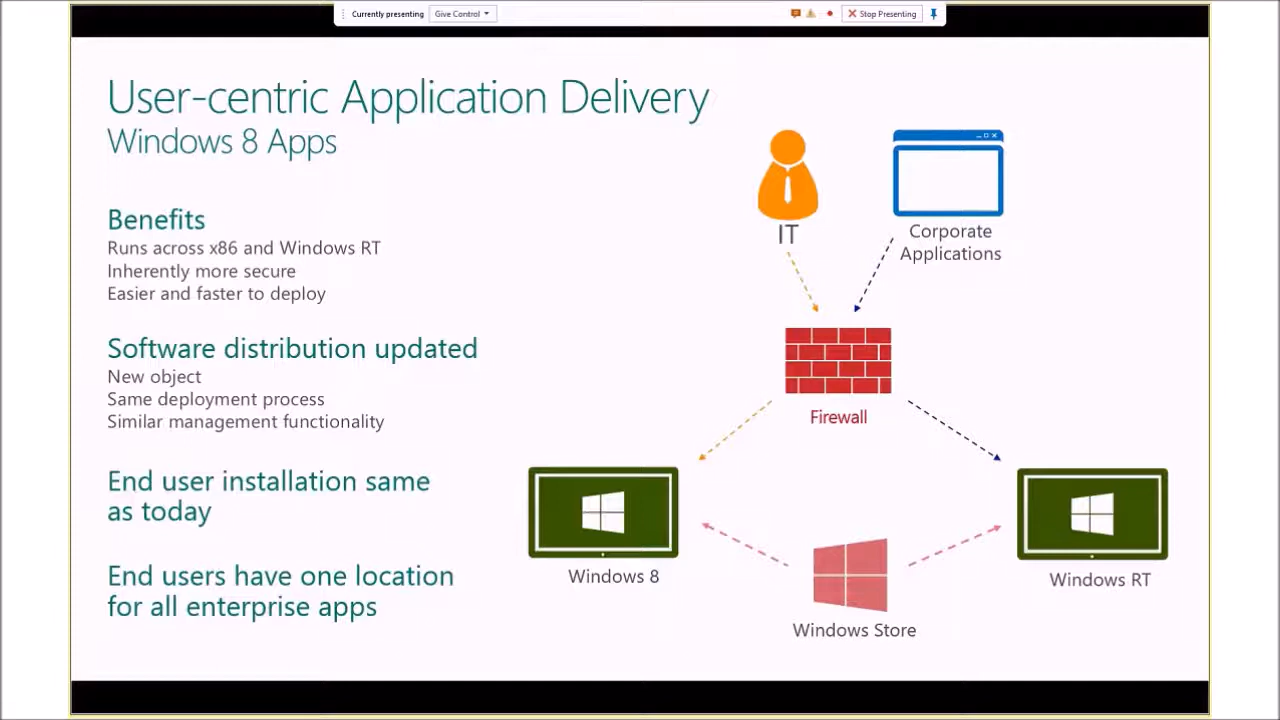 Currently presenting
Give Control
Stop Presenting
User-centric Application Delivery
Windows 8 Apps
Benefits
Runs across x86 and Windows RT
Inherently more secure
Easier and faster to deploy
Software distribution updated
New object
Same deployment process
Similar management functionality
End user installation same
as today
End users have one location
for all enterprise apps
IT
Corporate
Applications
Firewall
Windows 8
Windows RT
Windows Store